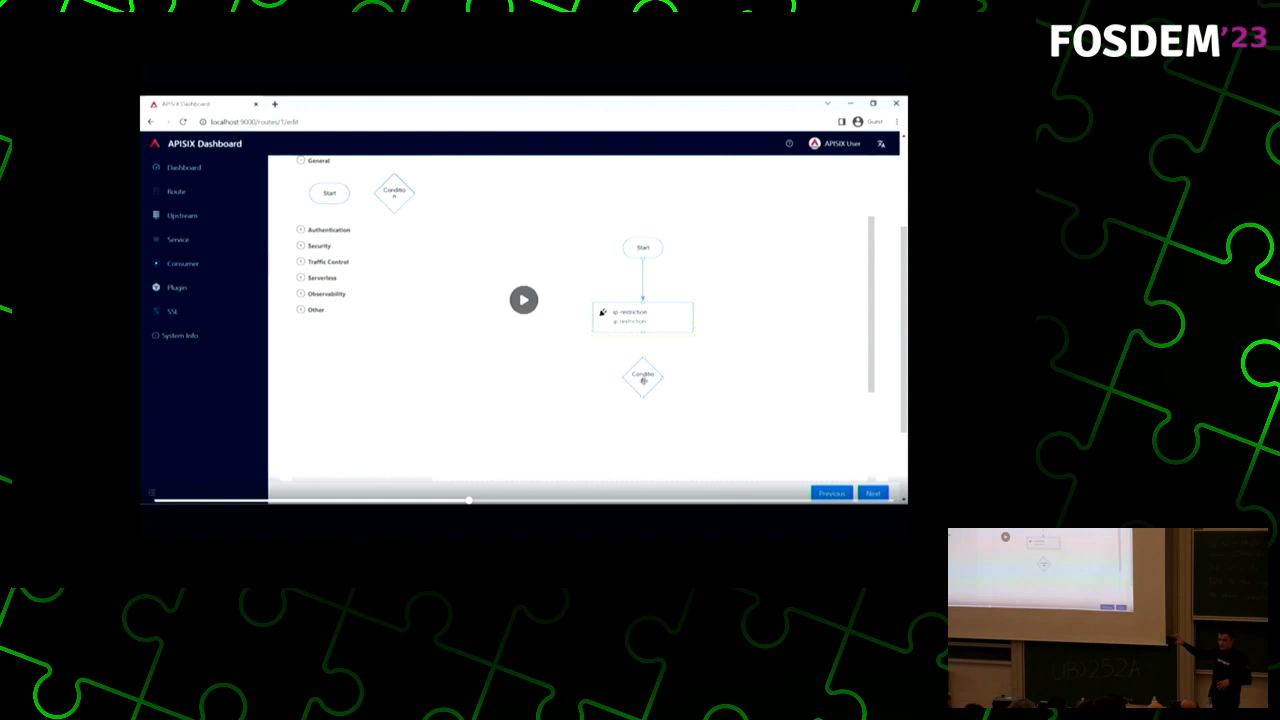 FOSDEM'23
APISIX Dashboard
localhost:9000/routes/1/edit
Guest
APISIX Dashboard
APISIX User
Dashboard
Route
Upstream
Service
Consumer
Plugin
SSL
System Info
General
Start
Conditio
n
Authentication
Security
Traffic Control
Serverless
Observability
Other
Start
ip-restriction
ip-restriction
Conditio
Previous
Next
UB2.252A